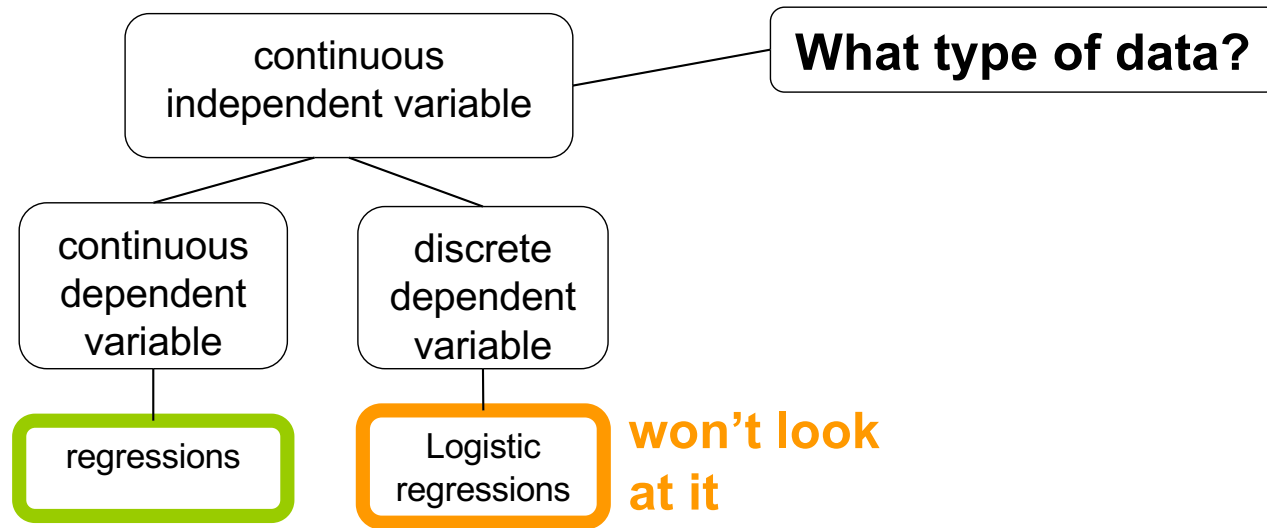 What type of data?
continuous
independent variable
continuous
dependent
variable
discrete
dependent
variable
regressions
Logistic
regressions
won’t look
at it